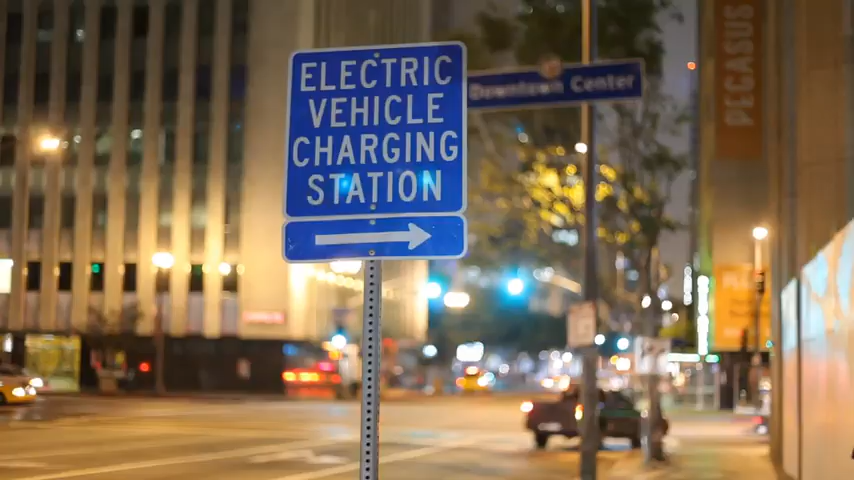 ELECTRIC
VEHICLE
CHARGING
STATION
Downtown Center
PEGASUS